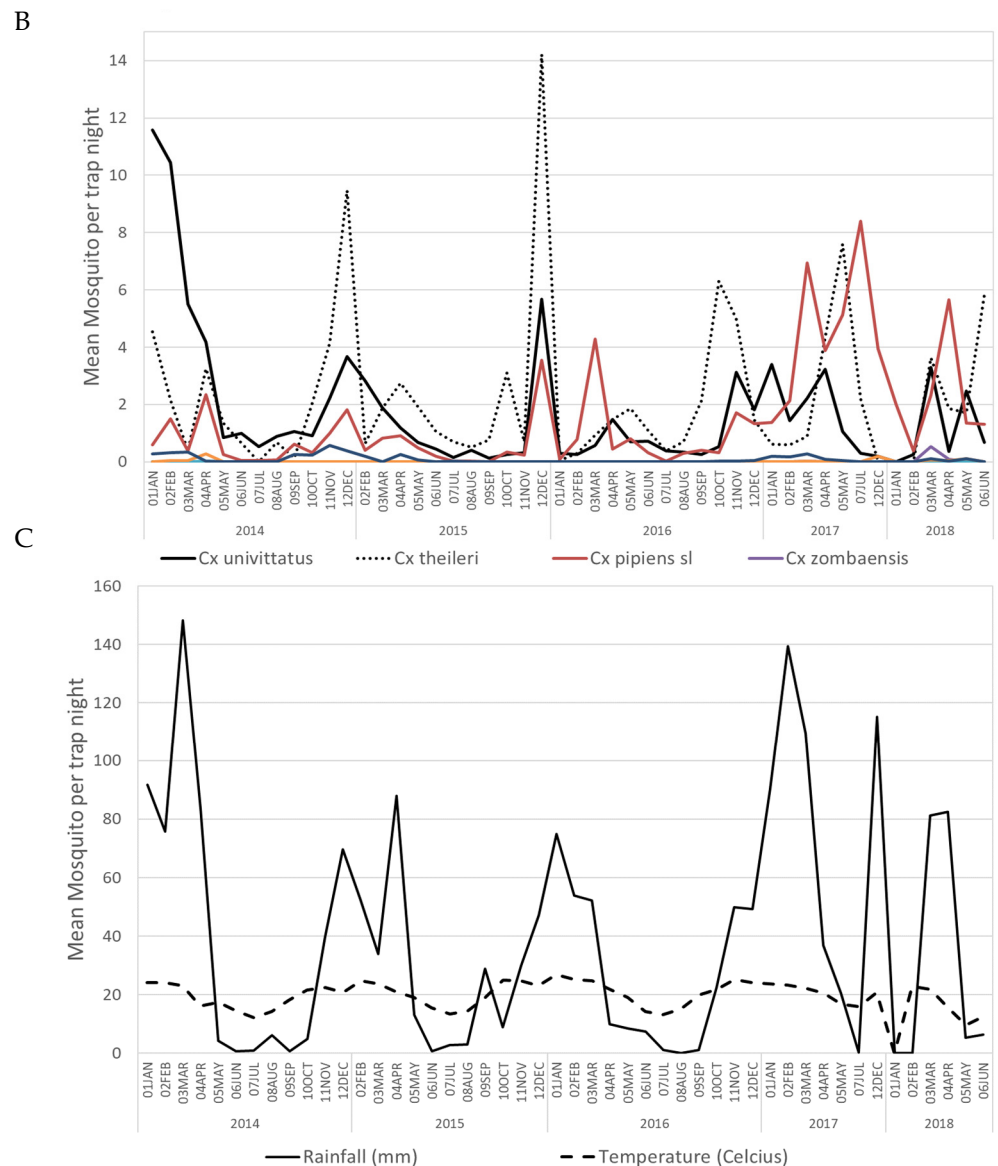 B
Mean Mosquito per trap night
14
12
10
8
6
4
2
0
01JAN 02FEB 03MAR 04APR 05MAY 06JUN 07JUL 08AUG 09SEP 10OCT 11NOV 12DEC 02FEB 03MAR 04APR 05MAY 06JUN 07JUL 08AUG 09SEP 10OCT 11NOV 12DEC 01JAN 02FEB 03MAR 04APR 05MAY 06JUN 07JUL 08AUG 09SEP 10OCT 11NOV 12DEC 01JAN 02FEB 03MAR 04APR 05MAY 07JUL 12DEC 01JAN 02FEB 03MAR 04APR 05MAY 06JUN
2014 2015 2016 2017 2018
Cx univittatus Cx theileri Cx pipiens sl Cx zombaensis
C
Mean Mosquito per trap night
160
140
120
100
80
60
40
20
0
01JAN 02FEB 03MAR 04APR 05MAY 06JUN 07JUL 08AUG 09SEP 10OCT 11NOV 12DEC 02FEB 03MAR 04APR 05MAY 06JUN 07JUL 08AUG 09SEP 10OCT 11NOV 12DEC 01JAN 02FEB 03MAR 04APR 05MAY 06JUN 07JUL 08AUG 09SEP 10OCT 11NOV 12DEC 01JAN 02FEB 03MAR 04APR 05MAY 07JUL 12DEC 01JAN 02FEB 03MAR 04APR 05MAY 06JUN
2014 2015 2016 2017 2018
Rainfall (mm) Temperature (Celcius)